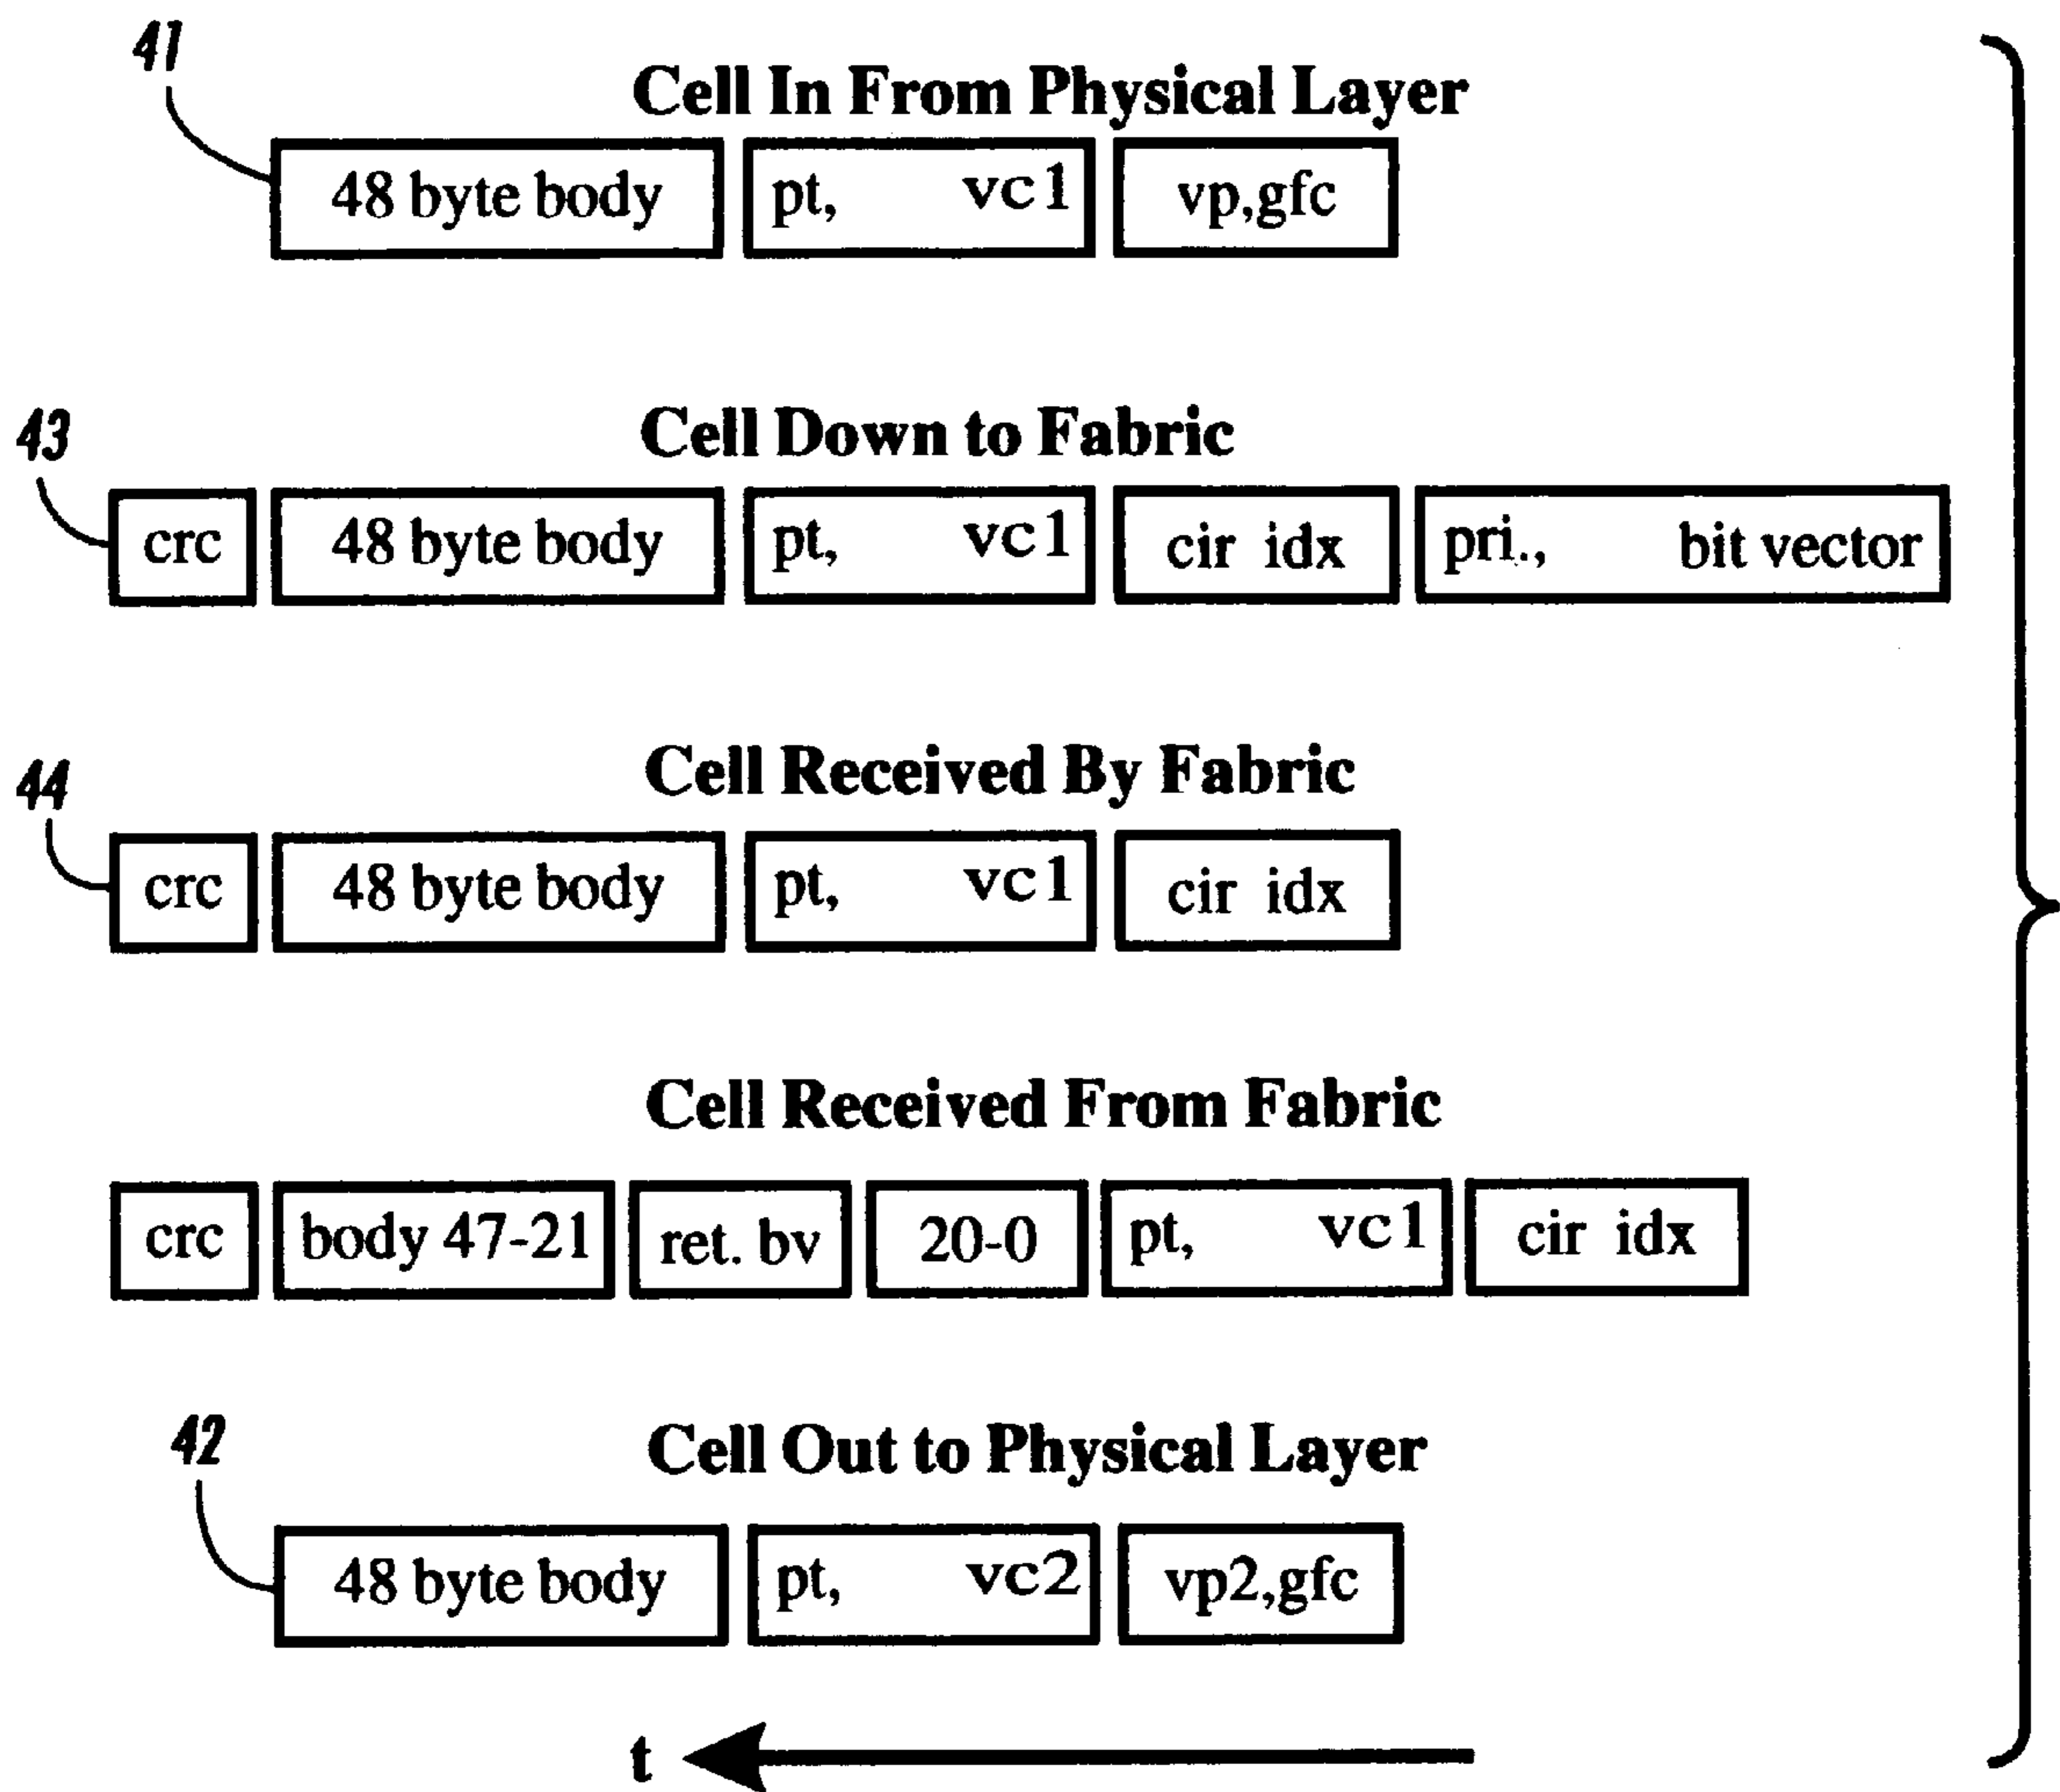 41
Cell In From Physical Layer
48 byte body pt, vc1 vp,gfc
43
Cell Down to Fabric
crc 48 byte body pt, vc1 cir idx pri., bit vector
44
Cell Received By Fabric
crc 48 byte body pt, vc1 cir idx
Cell Received From Fabric
crc body 47-21 ret. bv 20-0 pt, vc1 cir idx
42
Cell Out to Physical Layer
48 byte body pt, vc2 vp2,gfc
t